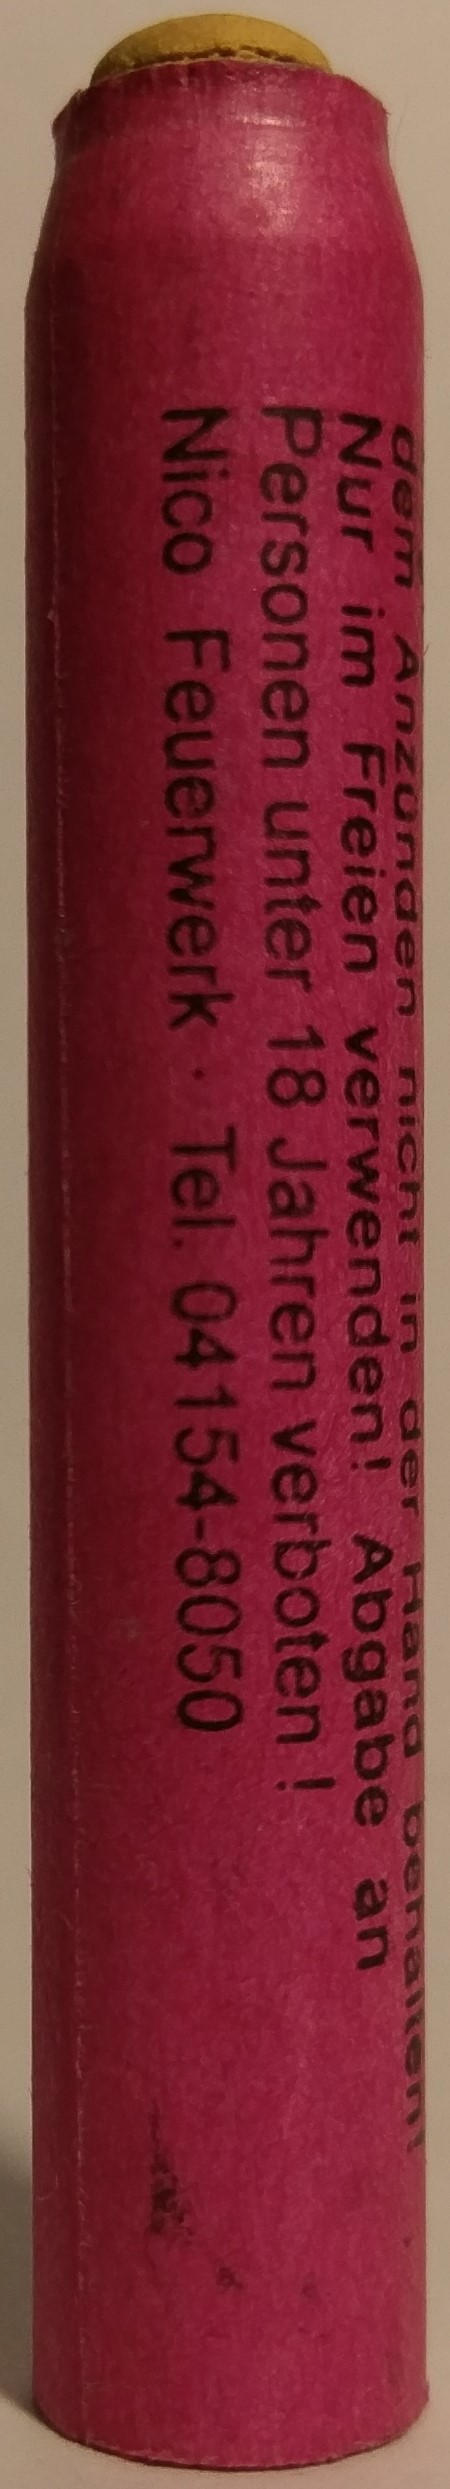 dem Anzünden nicht in der Hand behalten!
Nur im Freien verwenden! Abgabe an
Personen unter 18 Jahren verboten!
Nico Feuerwerk · Tel. 04154-8050